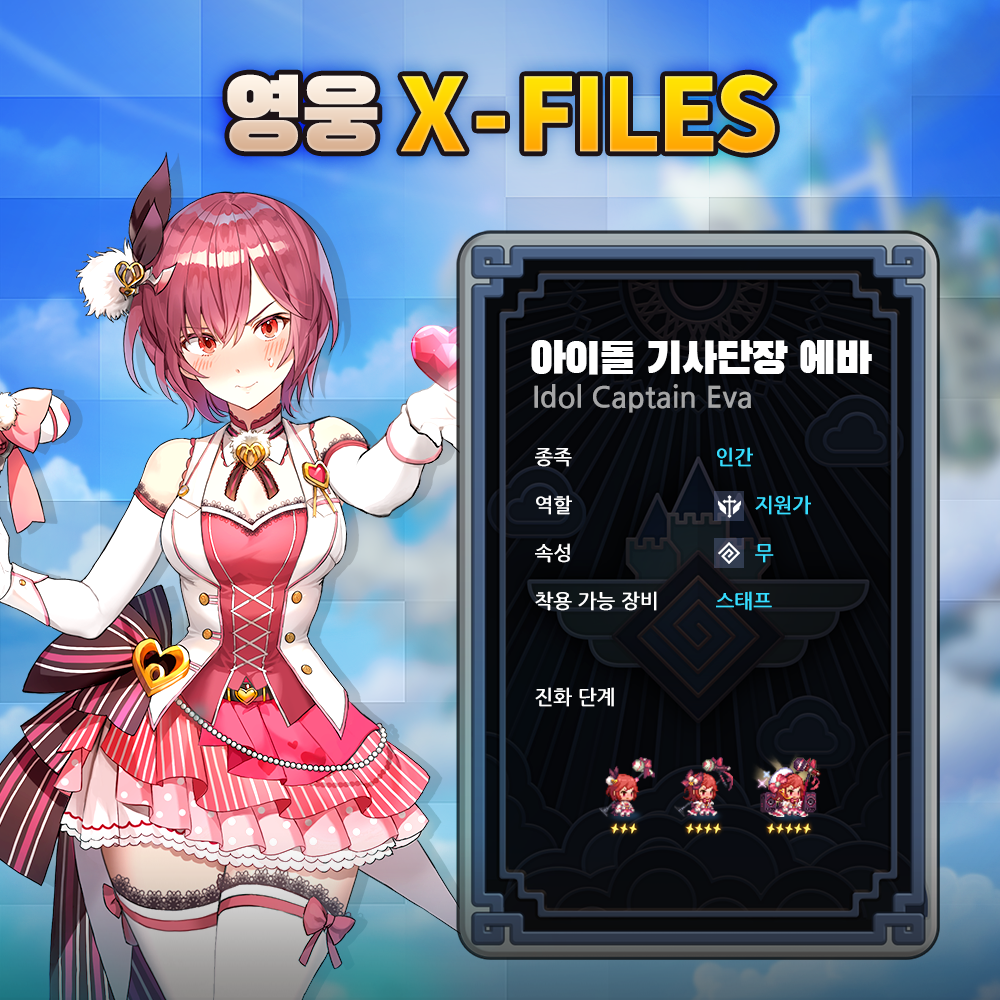 영웅 X-FILES
아이돌 기사단장 에바
Idol Captain Eva
종족 인간
역할 지원가
속성 무
착용 가능 장비 스태프
진화 단계